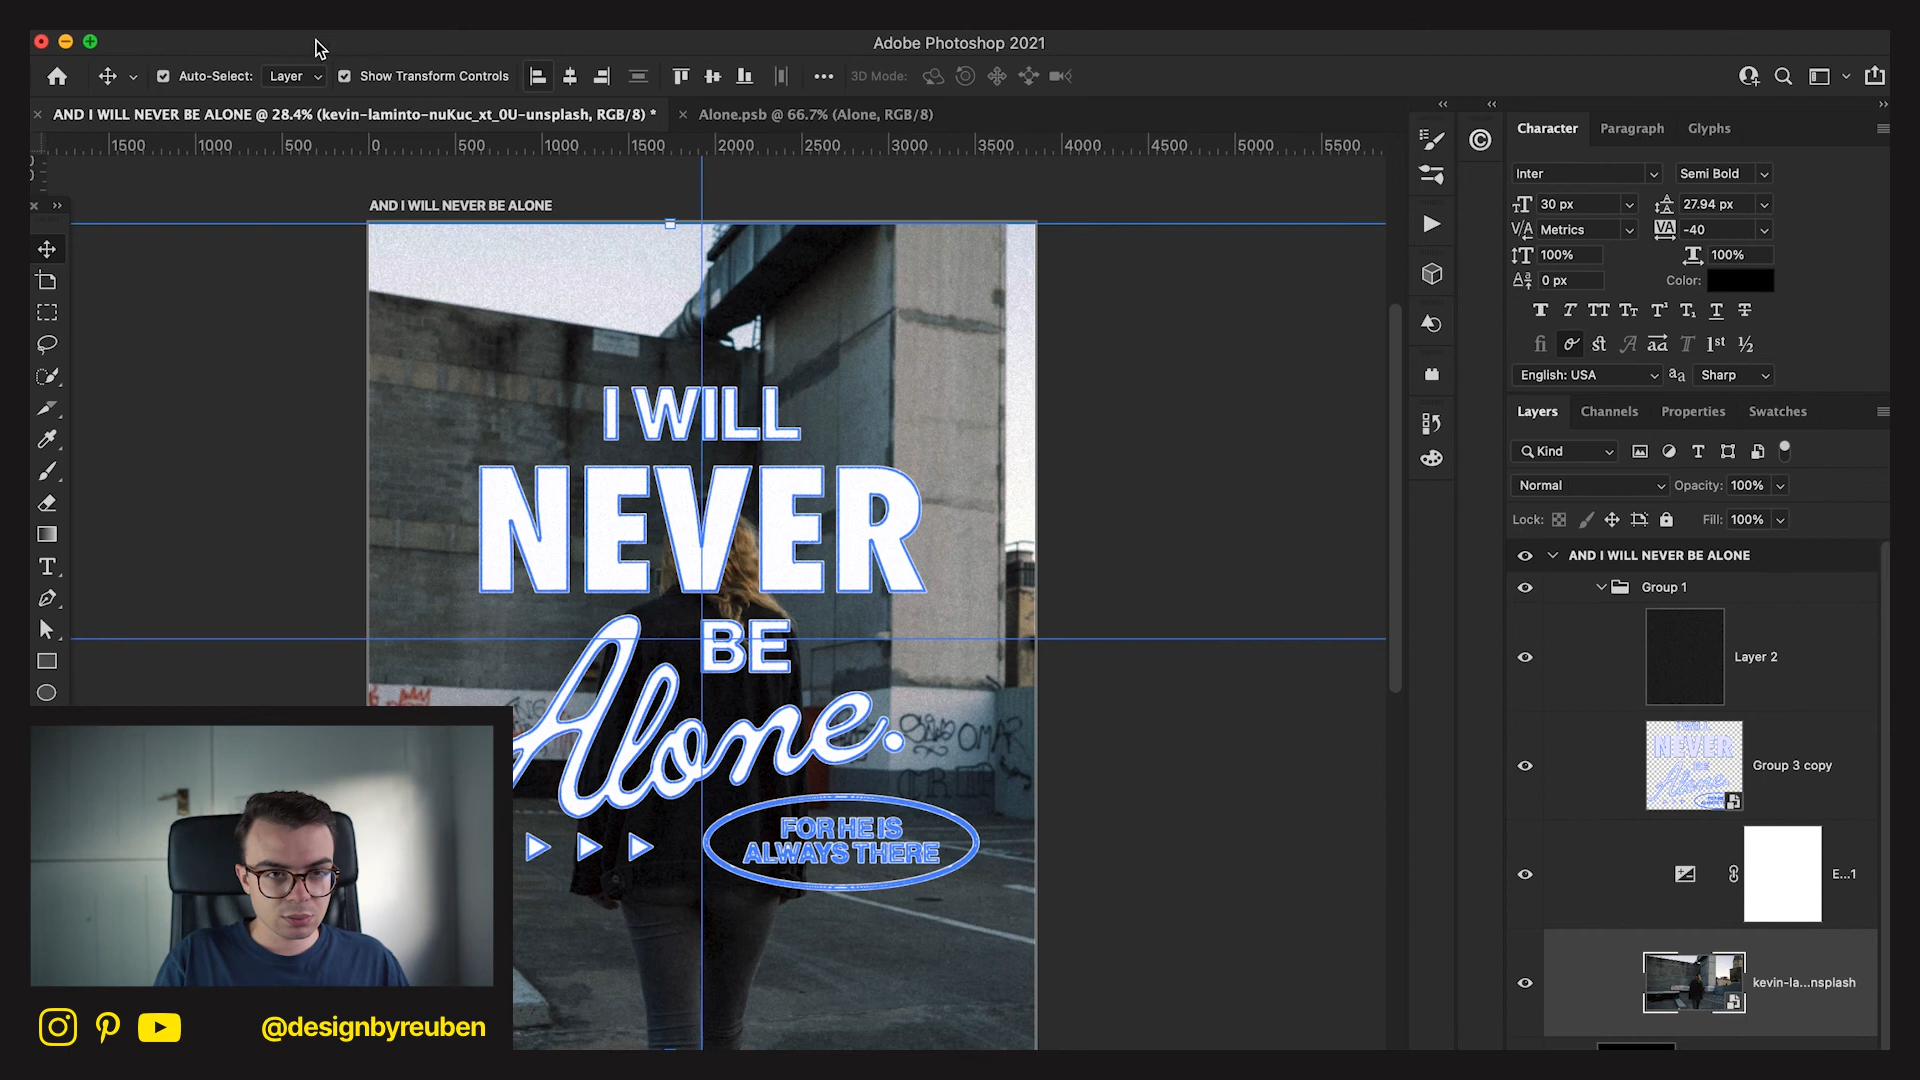 Adobe Photoshop 2021
Auto-Select: Layer Show Transform Controls 3D Mode:
AND I WILL NEVER BE ALONE @ 28.4% (kevin-laminto-nuKuc_xt_0U-unsplash, RGB/8) *
Alone.psb @ 66.7% (Alone, RGB/8)
1500 1000 500 0 500 1000 1500 2000 2500 3000 3500 4000 4500 5000 5500
AND I WILL NEVER BE ALONE
I WILL
NEVER
BE
Alone.
FOR HE IS
ALWAYS THERE
@designbyreuben
Character Paragraph Glyphs
Inter Semi Bold
30 px 27.94 px
Metrics -40
100% 100%
0 px Color:
English: USA Sharp
Layers Channels Properties Swatches
Kind
Normal Opacity: 100%
Lock: Fill: 100%
AND I WILL NEVER BE ALONE
Group 1
Layer 2
Group 3 copy
E...1
kevin-la...nsplash